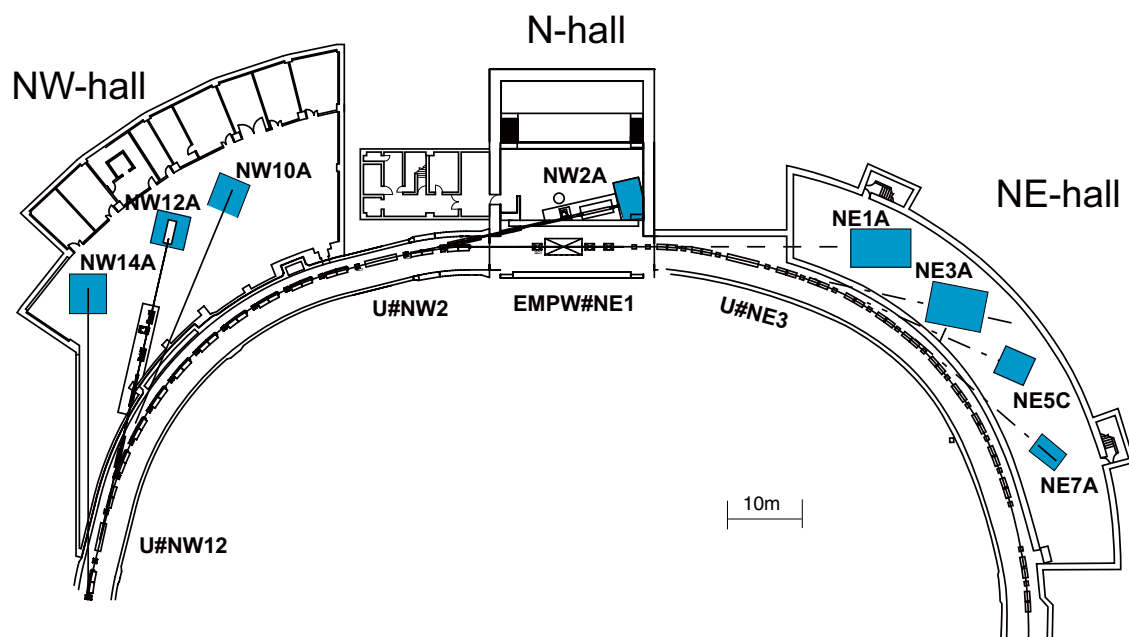 N-hall
NW-hall
NW10A
NW2A
NE-hall
NW12A
NE1A
NW14A
NE3A
U#NW2
EMPW#NE1
U#NE3
NE5C
NE7A
10m
U#NW12